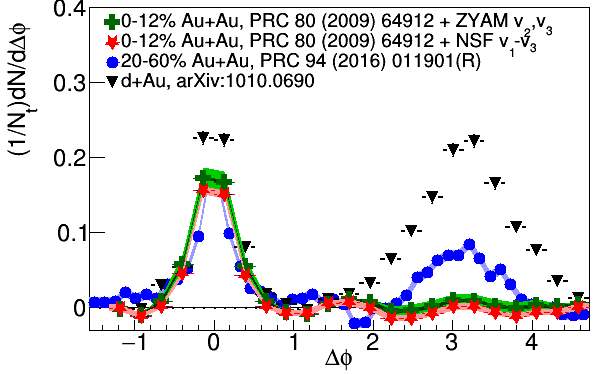 0-12% Au+Au, PRC 80 (2009) 64912 + ZYAM v2,v3
0-12% Au+Au, PRC 80 (2009) 64912 + NSF v1-v3
20-60% Au+Au, PRC 94 (2016) 011901(R)
d+Au, arXiv:1010.0690
(1/Nt)dN/dΔϕ
0.4
0.3
0.2
0.1
0
−1 0 1 2 3 4
Δϕ